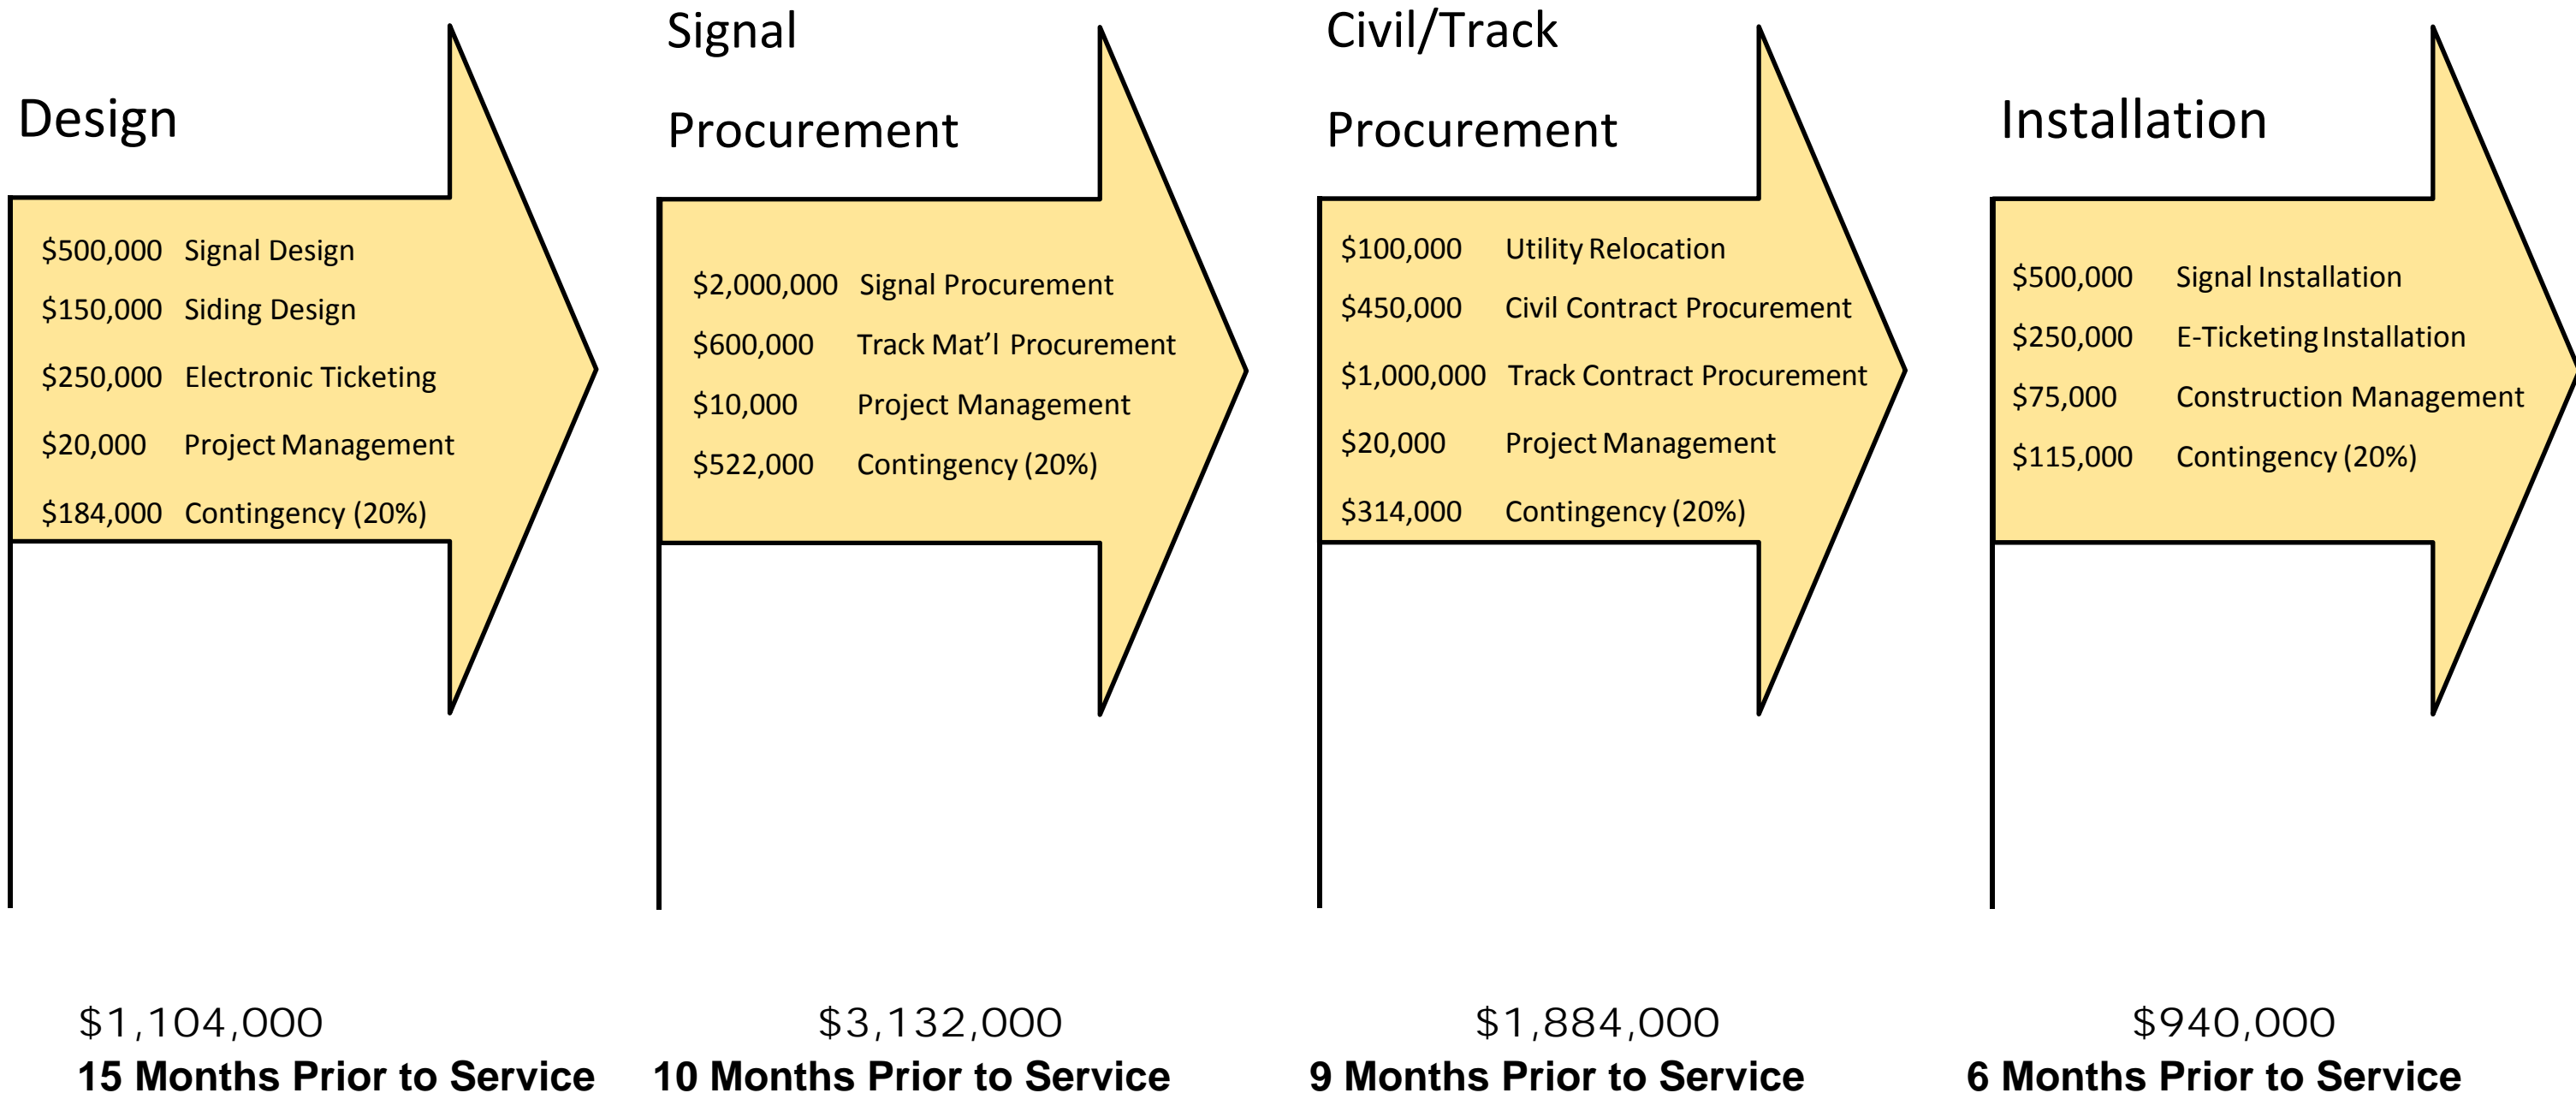 Design
$500,000 Signal Design
$150,000 Siding Design
$250,000 Electronic Ticketing
$20,000 Project Management
$184,000 Contingency (20%)
$1,104,000
15 Months Prior to Service
Signal
Procurement
$2,000,000 Signal Procurement
$600,000 Track Mat’l Procurement
$10,000 Project Management
$522,000 Contingency (20%)
$3,132,000
10 Months Prior to Service
Civil/Track
Procurement
$100,000 Utility Relocation
$450,000 Civil Contract Procurement
$1,000,000 Track Contract Procurement
$20,000 Project Management
$314,000 Contingency (20%)
$1,884,000
9 Months Prior to Service
Installation
$500,000 Signal Installation
$250,000 E-Ticketing Installation
$75,000 Construction Management
$115,000 Contingency (20%)
$940,000
6 Months Prior to Service